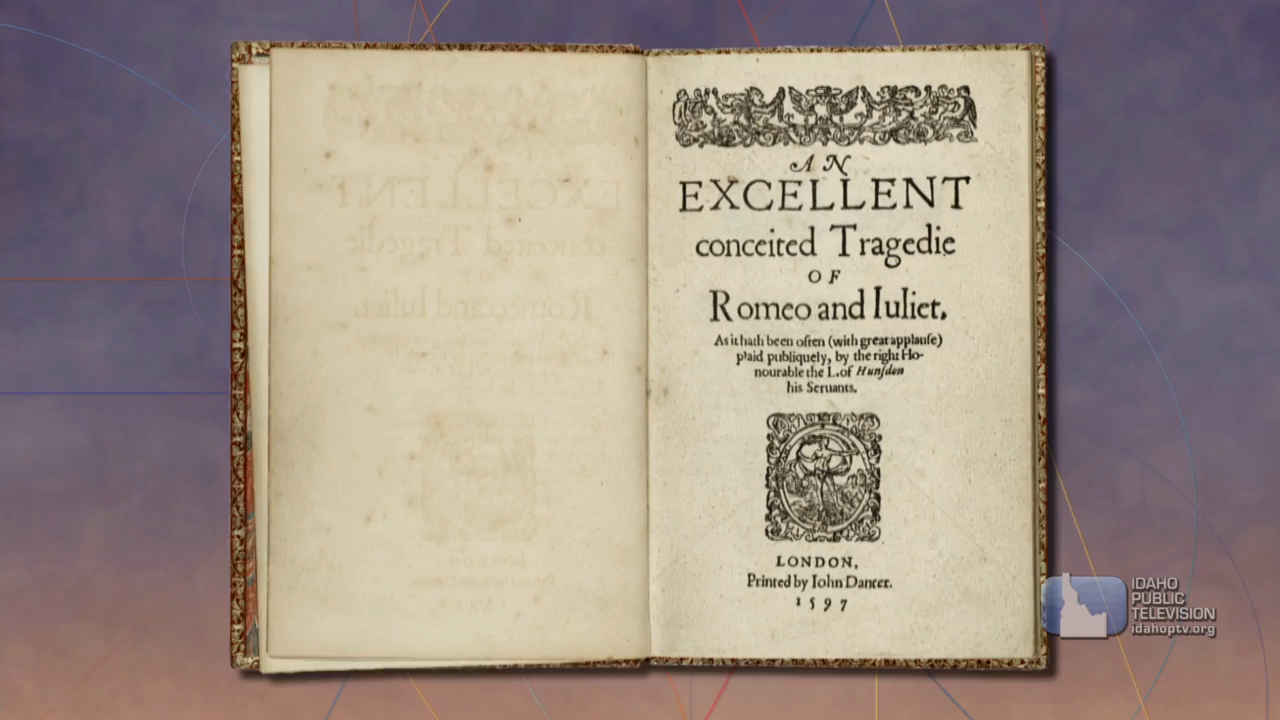 AN
EXCELLENT
conceited Tragedie
OF
Romeo and Iuliet.
As it hath been often (with great applause)
plaid publiquely, by the right Ho-
nourable the L. of Hunsdon
his Seruants.
LONDON,
Printed by Iohn Danter.
1597
IDAHO
PUBLIC
TELEVISION
idahoptv.org